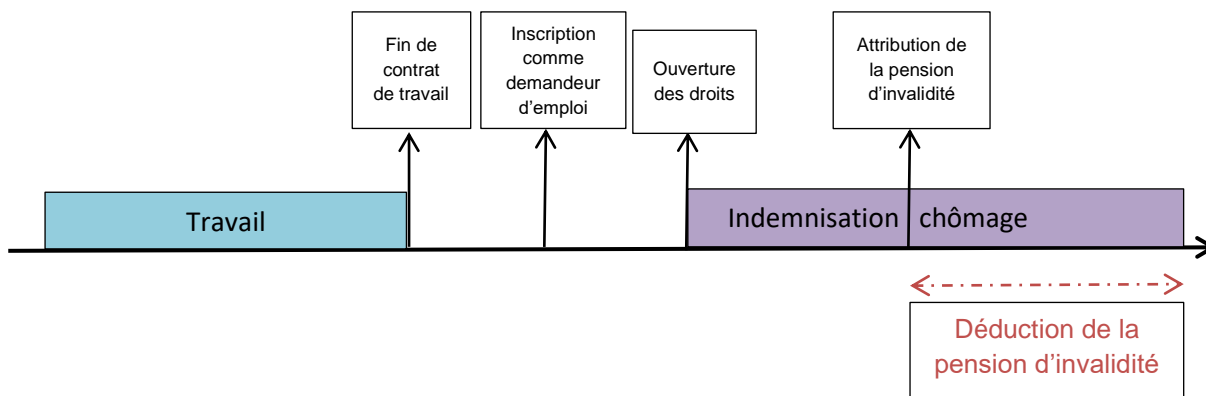 Fin de
contrat
de travail
Inscription
comme
demandeur
d’emploi
Ouverture
des droits
Attribution de
la pension
d’invalidité
Travail
Indemnisation chômage
Déduction de la
pension d’invalidité